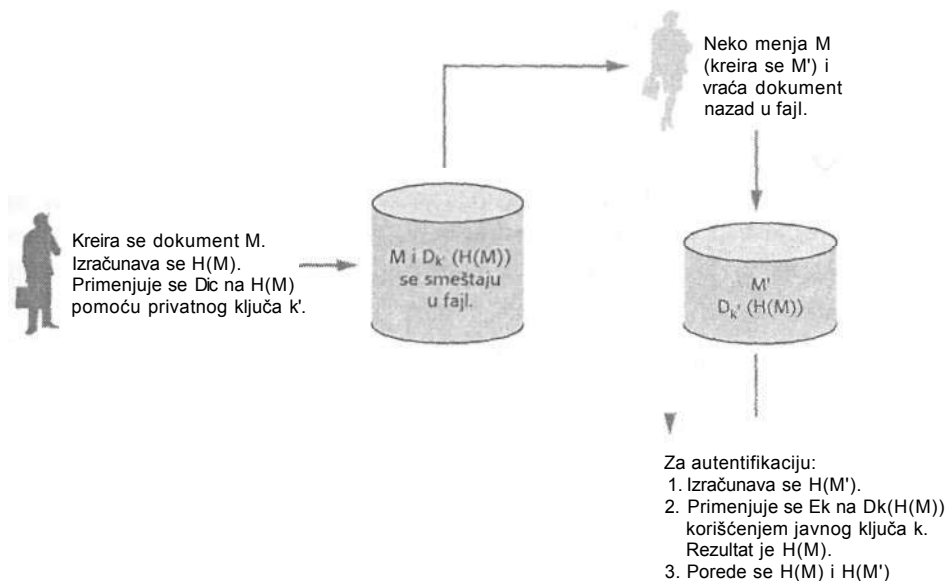 Kreira se dokument M.
Izračunava se H(M).
Primenjuje se Dic na H(M)
pomoću privatnog ključa k'.
M i Dk' (H(M))
se smeštaju
u fajl.
Neko menja M
(kreira se M') i
vraća dokument
nazad u fajl.
M'
Dk' (H(M))
Za autentifikaciju:
1. Izračunava se H(M').
2. Primenjuje se Ek na Dk(H(M))
korišćenjem javnog ključa k.
Rezultat je H(M).
3. Porede se H(M) i H(M')